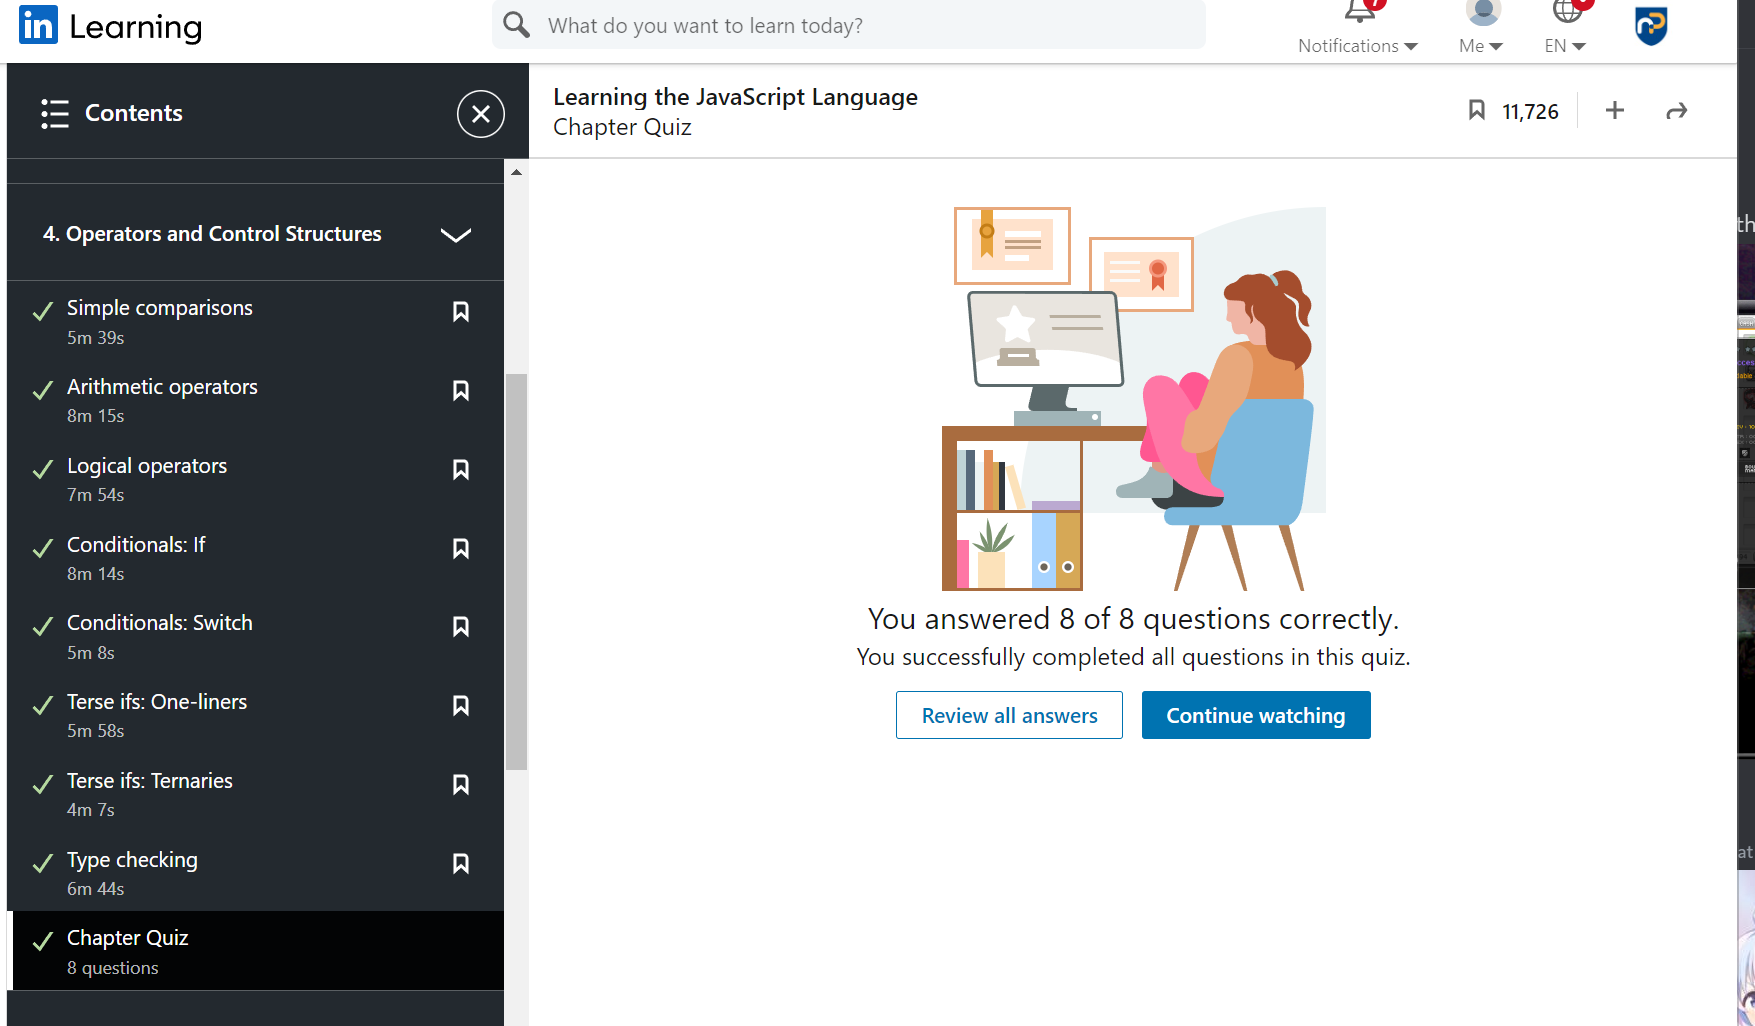 in Learning
What do you want to learn today?
Notifications
Me
EN
Contents
Learning the JavaScript Language
Chapter Quiz
11,726
4. Operators and Control Structures
Simple comparisons
5m 39s
Arithmetic operators
8m 15s
Logical operators
7m 54s
Conditionals: If
8m 14s
Conditionals: Switch
5m 8s
Terse ifs: One-liners
5m 58s
Terse ifs: Ternaries
4m 7s
Type checking
6m 44s
Chapter Quiz
8 questions
You answered 8 of 8 questions correctly.
You successfully completed all questions in this quiz.
Review all answers
Continue watching